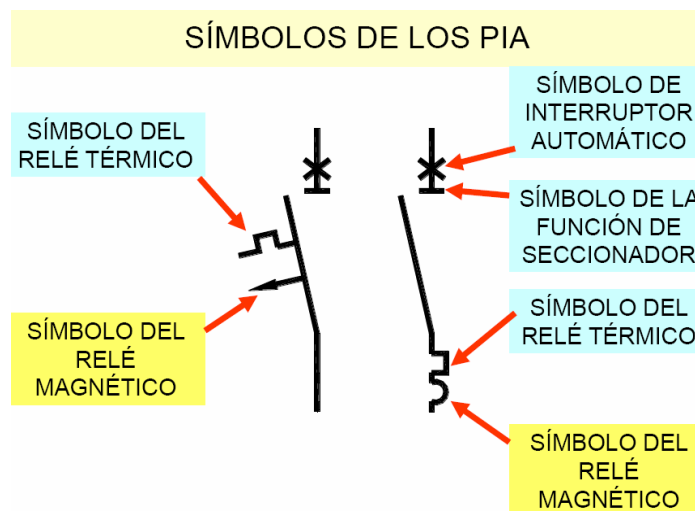 SÍMBOLOS DE LOS PIA
SÍMBOLO DEL
RELÉ TÉRMICO
SÍMBOLO DEL
RELÉ
MAGNÉTICO
SÍMBOLO DE
INTERRUPTOR
AUTOMÁTICO
SÍMBOLO DE LA
FUNCIÓN DE
SECCIONADOR
SÍMBOLO DEL
RELÉ TÉRMICO
SÍMBOLO DEL
RELÉ
MAGNÉTICO